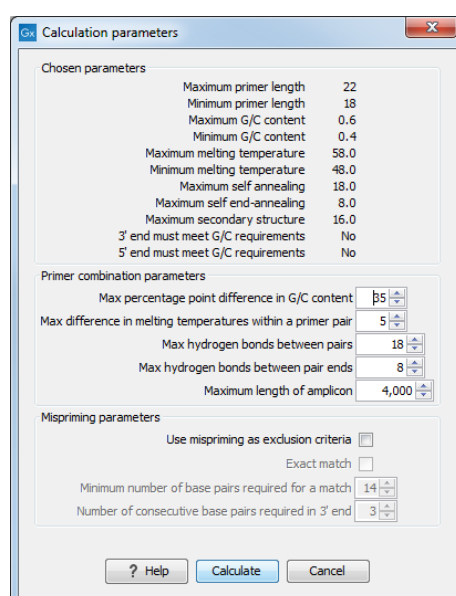 Gx Calculation parameters
Chosen parameters
Maximum primer length 22
Minimum primer length 18
Maximum G/C content 0.6
Minimum G/C content 0.4
Maximum melting temperature 58.0
Minimum melting temperature 48.0
Maximum self annealing 18.0
Maximum self end-annealing 8.0
Maximum secondary structure 16.0
3' end must meet G/C requirements No
5' end must meet G/C requirements No
Primer combination parameters
Max percentage point difference in G/C content 35
Max difference in melting temperatures within a primer pair 5
Max hydrogen bonds between pairs 18
Max hydrogen bonds between pair ends 8
Maximum length of amplicon 4,000
Mispriming parameters
Use mispriming as exclusion criteria
Exact match
Minimum number of base pairs required for a match 14
Number of consecutive base pairs required in 3' end 3
? Help Calculate Cancel